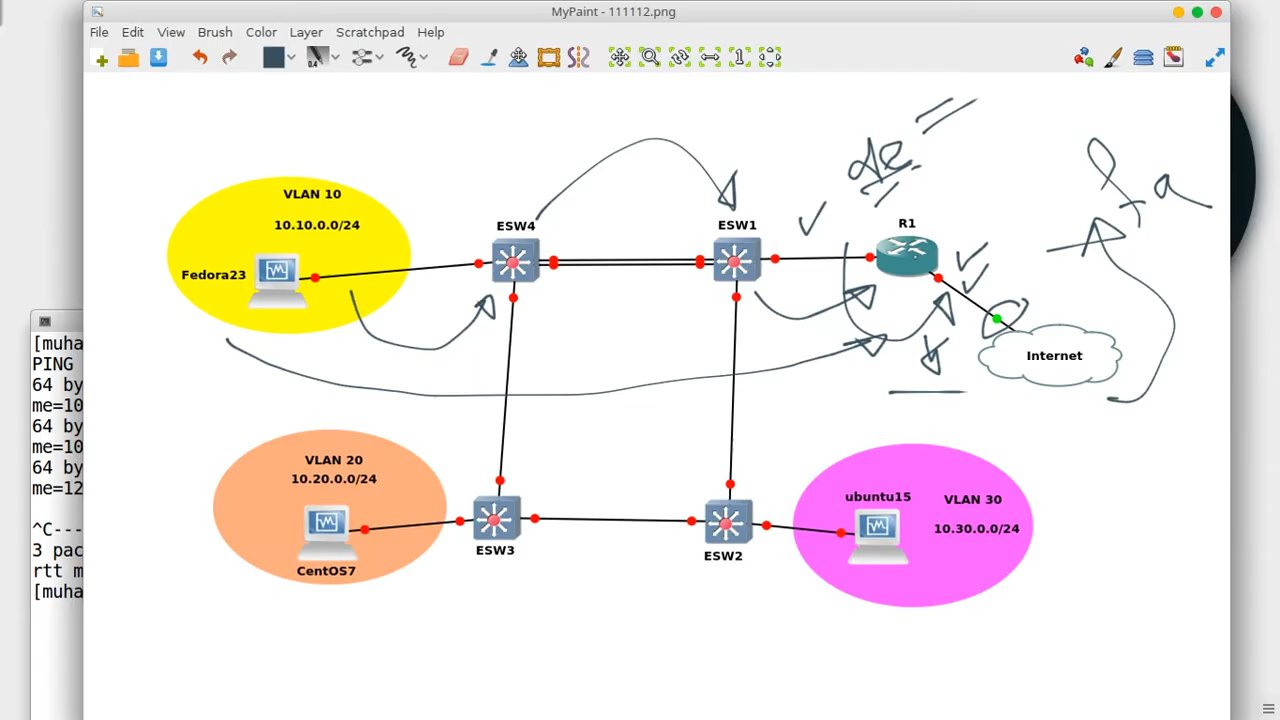 MyPaint - 111112.png
File Edit View Brush Color Layer Scratchpad Help
0.4
1
VLAN 10
10.10.0.0/24
Fedora23
ESW4
ESW1
R1
Internet
[muha
PING
64 by
me=10
64 by
me=10
64 by
me=12
^C---
3 pac
rtt m
[muha
VLAN 20
10.20.0.0/24
CentOS7
ESW3
ESW2
ubuntu15
VLAN 30
10.30.0.0/24